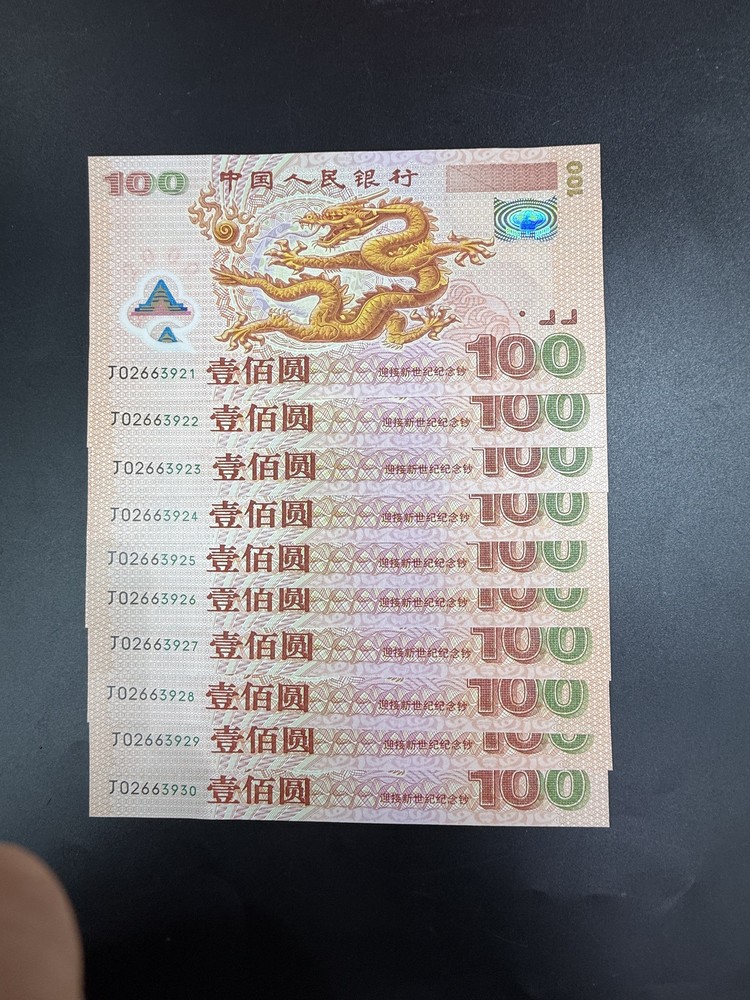 100 中国人民银行 100
J02663921 壹佰圆 迎接新世纪纪念钞 100
J02663922 壹佰圆 迎接新世纪纪念钞 100
J02663923 壹佰圆 迎接新世纪纪念钞 100
J02663924 壹佰圆 迎接新世纪纪念钞 100
J02663925 壹佰圆 迎接新世纪纪念钞 100
J02663926 壹佰圆 迎接新世纪纪念钞 100
J02663927 壹佰圆 迎接新世纪纪念钞 100
J02663928 壹佰圆 迎接新世纪纪念钞 100
J02663929 壹佰圆 迎接新世纪纪念钞 100
J02663930 壹佰圆 迎接新世纪纪念钞 100